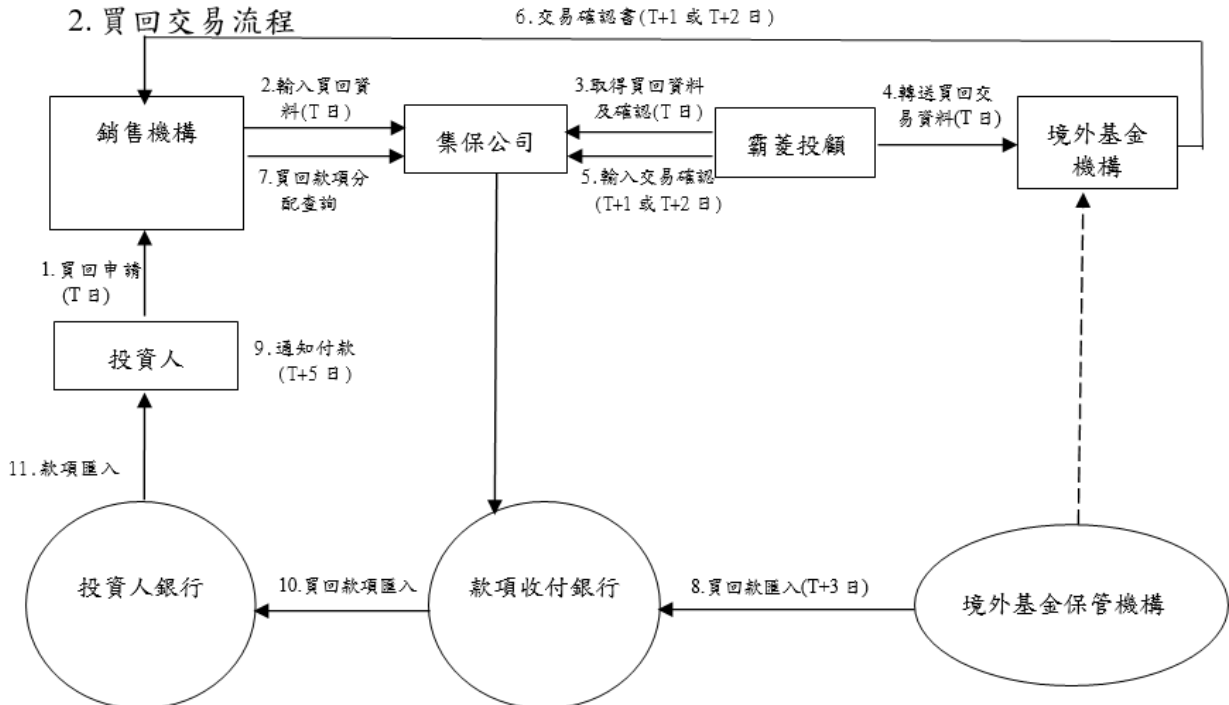 2.買回交易流程
6.交易確認書(T+1 或 T+2 日)
2.輸入買回資
料(T 日)
3.取得買回資料
及確認(T 日)
4.轉送買回交
易資料(T 日)
銷售機構
集保公司
霸菱投顧
境外基金
機構
7.買回款項分
配查詢
5.輸入交易確認
(T+1 或 T+2 日)
1.買回申請
(T 日)
投資人
9.通知付款
(T+5 日)
11.款項匯入
投資人銀行
10.買回款項匯入
款項收付銀行
8.買回款匯入(T+3 日)
境外基金保管機構